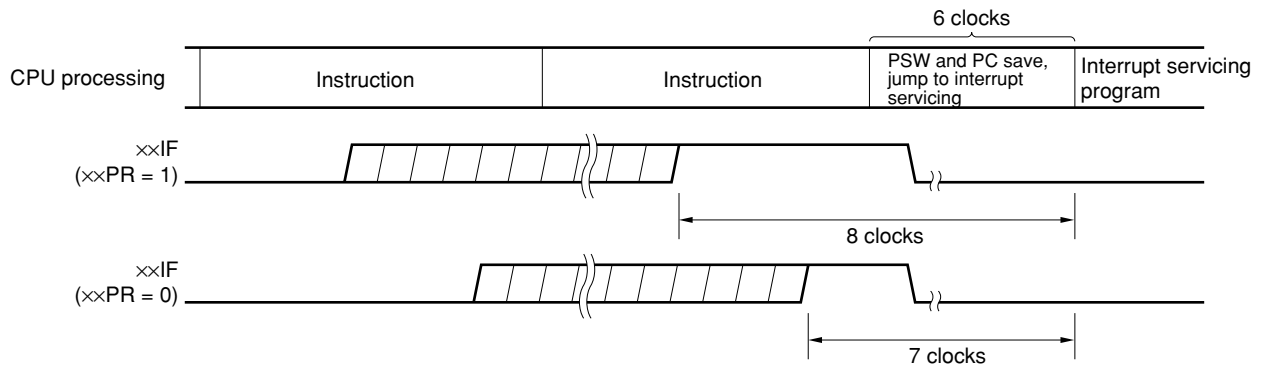 6 clocks
CPU processing
Instruction
Instruction
PSW and PC save,
jump to interrupt
servicing
Interrupt servicing
program
××IF
(××PR = 1)
8 clocks
××IF
(××PR = 0)
7 clocks